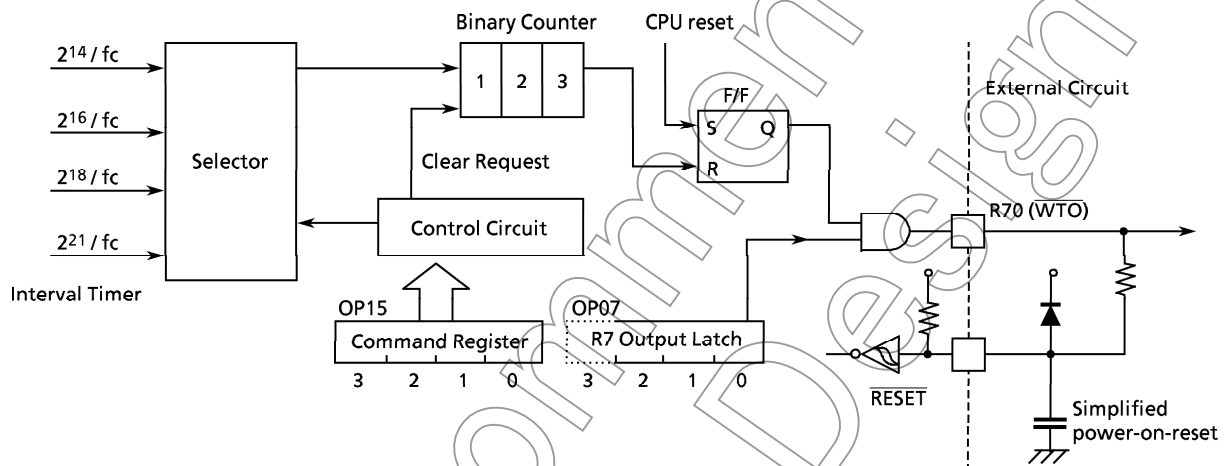 Binary Counter
CPU reset
2¹⁴ / fc
2¹⁶ / fc
2¹⁸ / fc
2²¹ / fc
Interval Timer
Selector
1 2 3
Clear Request
Control Circuit
F/F
S Q
R
External Circuit
R70 (W̅T̅O̅)
OP15
Command Register
3 2 1 0
OP07
R7 Output Latch
3 2 1 0
R̅E̅S̅E̅T̅
Simplified
power-on-reset
Design